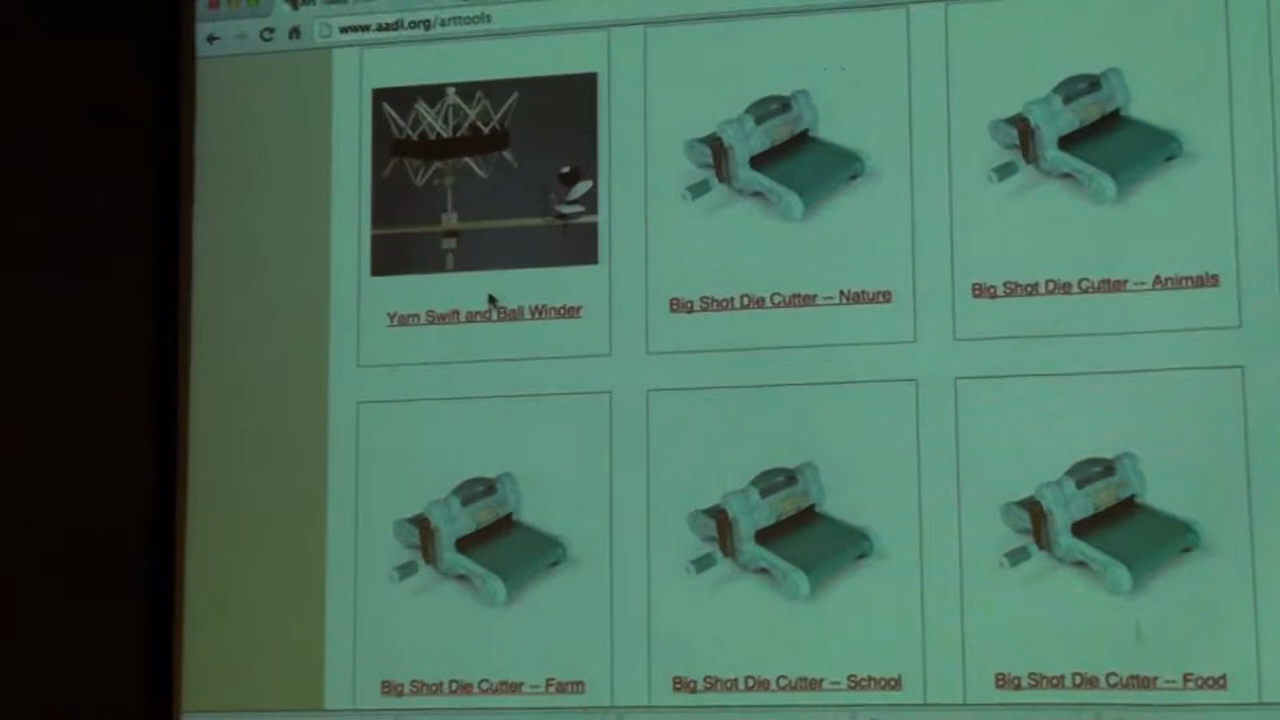 www.aadl.org/arttools
Yarn Swift and Ball Winder
Big Shot Die Cutter – Nature
Big Shot Die Cutter -- Animals
Big Shot Die Cutter – Farm
Big Shot Die Cutter – School
Big Shot Die Cutter – Food